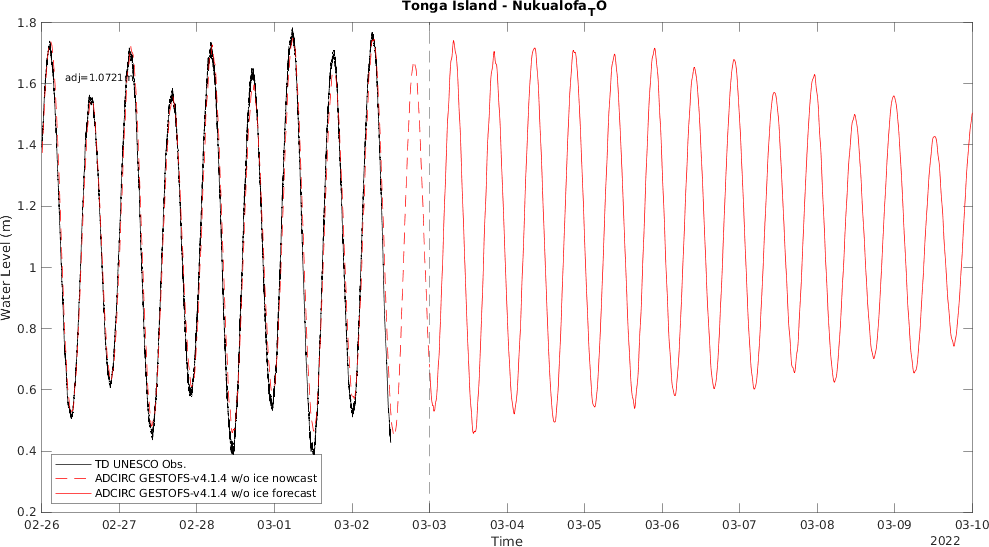 Tonga Island - NukualofaTO
1.8
1.6
1.4
1.2
1
0.8
0.6
0.4
0.2
Water Level (m)
adj=1.0721 m
TD UNESCO Obs.
ADCIRC GESTOFS-v4.1.4 w/o ice nowcast
ADCIRC GESTOFS-v4.1.4 w/o ice forecast
02-26 02-27 02-28 03-01 03-02 03-03 03-04 03-05 03-06 03-07 03-08 03-09 03-10
Time
2022